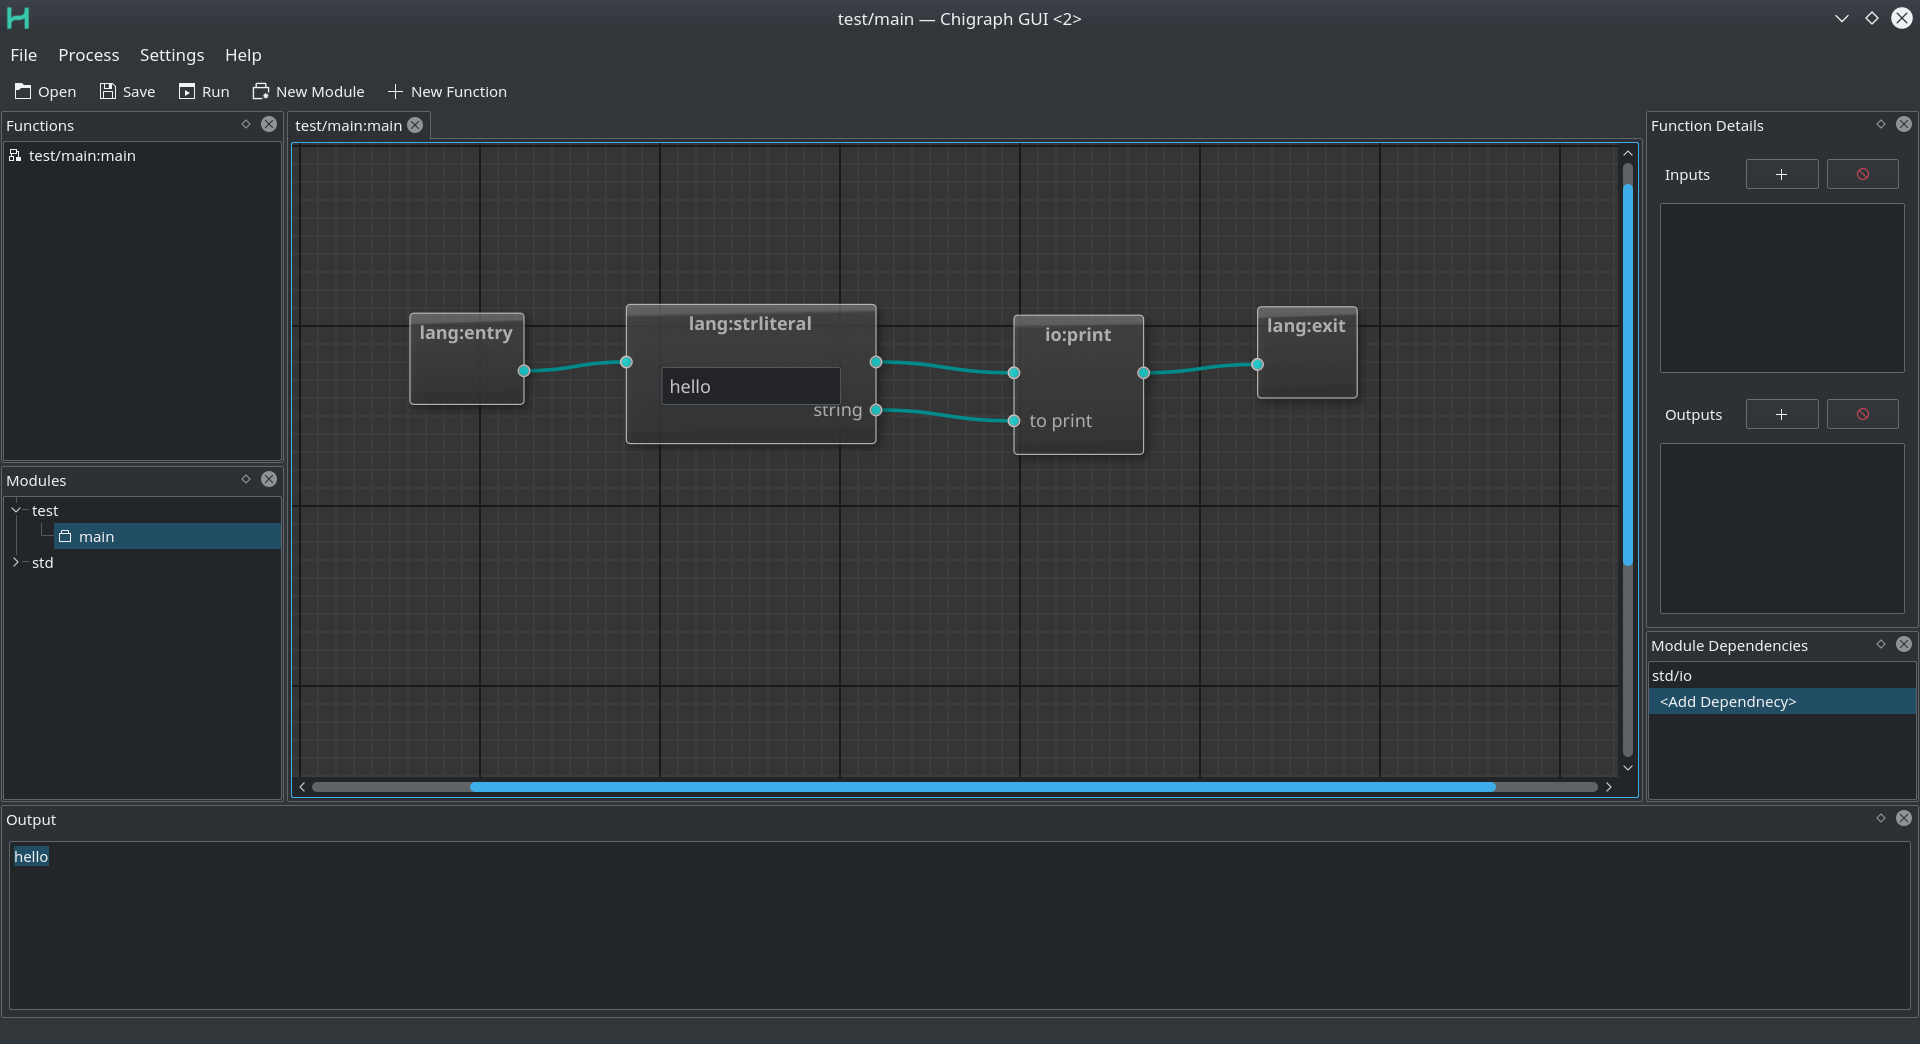 test/main — Chigraph GUI <2>
File Process Settings Help
Open Save Run New Module New Function
Functions
test/main:main
Modules
test
main
std
test/main:main
lang:entry
lang:strliteral
hello
string
io:print
to print
lang:exit
Function Details
Inputs
Outputs
Module Dependencies
std/io
<Add Dependnecy>
Output
hello